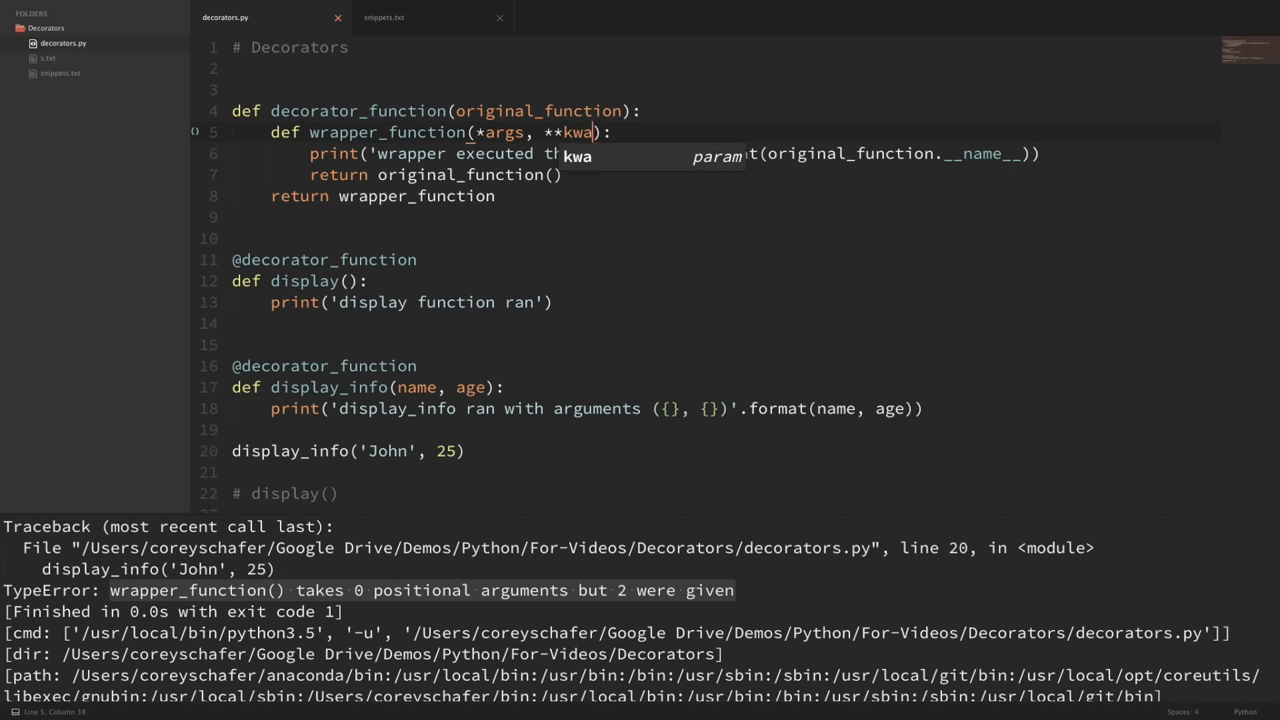 FOLDERS
Decorators
decorators.py
s.txt
snippets.txt
decorators.py
snippets.txt
1 # Decorators
2
3
4 def decorator_function(original_function):
5     def wrapper_function(*args, **kwa):
kwa param
6         print('wrapper executed th t(original_function.__name__))
7         return original_function()
8     return wrapper_function
9
10
11 @decorator_function
12 def display():
13     print('display function ran')
14
15
16 @decorator_function
17 def display_info(name, age):
18     print('display_info ran with arguments ({}, {})'.format(name, age))
19
20 display_info('John', 25)
21
22 # display()
Traceback (most recent call last):
  File "/Users/coreyschafer/Google Drive/Demos/Python/For-Videos/Decorators/decorators.py", line 20, in <module>
    display_info('John', 25)
TypeError: wrapper_function() takes 0 positional arguments but 2 were given
[Finished in 0.0s with exit code 1]
[cmd: ['/usr/local/bin/python3.5', '-u', '/Users/coreyschafer/Google Drive/Demos/Python/For-Videos/Decorators/decorators.py']]
[dir: /Users/coreyschafer/Google Drive/Demos/Python/For-Videos/Decorators]
[path: /Users/coreyschafer/anaconda/bin:/usr/local/bin:/usr/bin:/bin:/usr/sbin:/sbin:/usr/local/git/bin:/usr/local/opt/coreutils/
libexec/gnubin:/usr/local/sbin:/Users/coreyschafer/bin:/usr/local/bin:/usr/bin:/bin:/usr/sbin:/sbin:/usr/local/git/bin]
Line 5, Column 39
Spaces: 4
Python